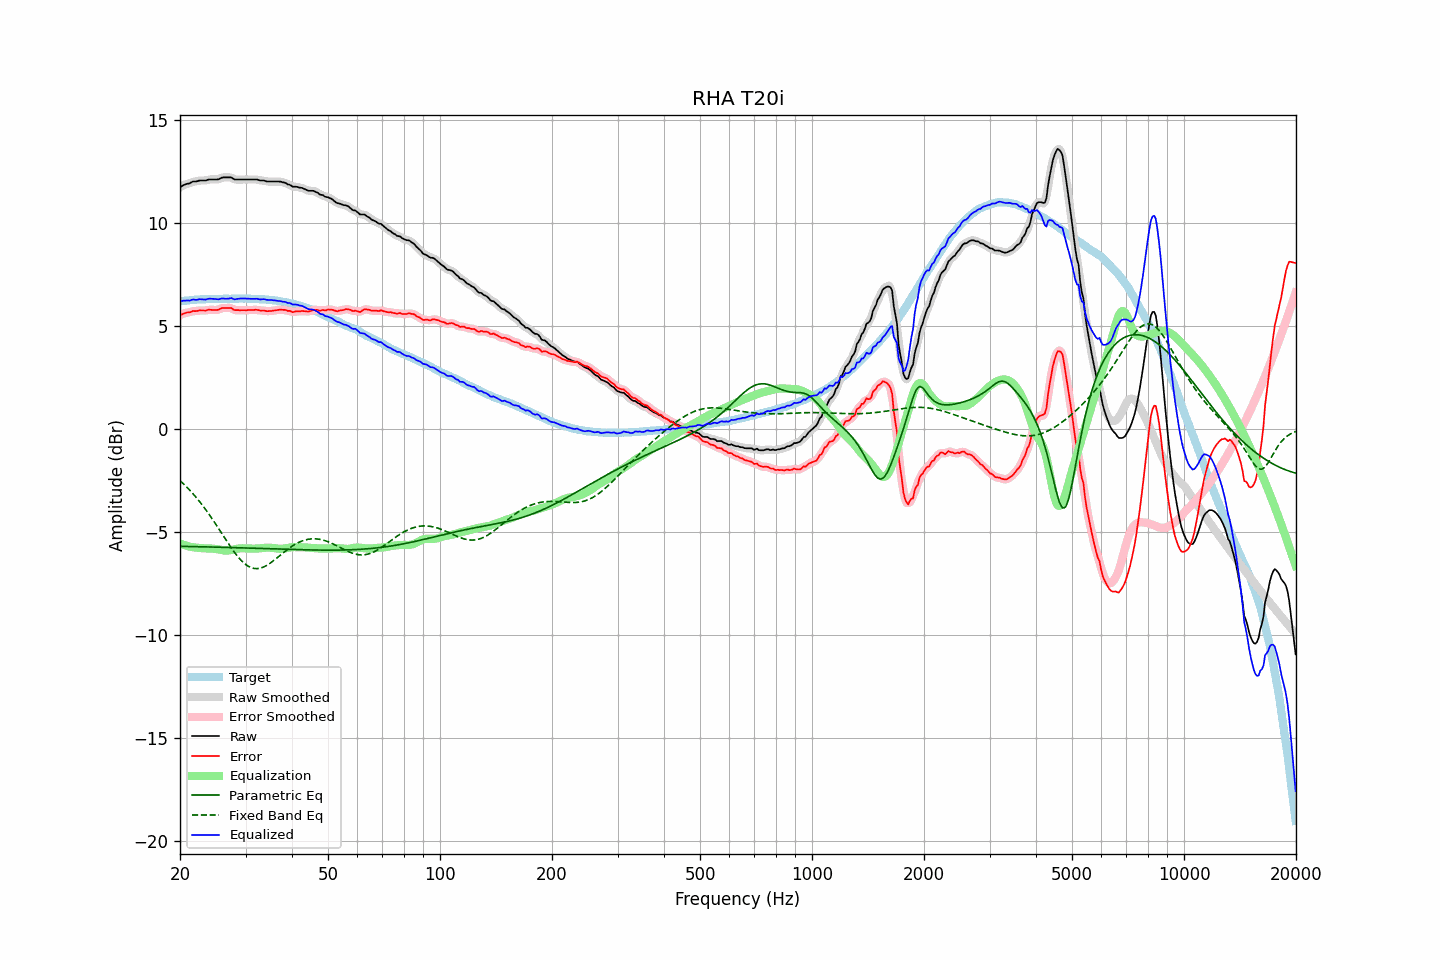 RHA T20i
Amplitude (dBr)
15
10
5
0
−5
−10
−15
−20
Target
Raw Smoothed
Error Smoothed
Raw
Error
Equalization
Parametric Eq
Fixed Band Eq
Equalized
20 50 100 200 500 1000 2000 5000 10000 20000
Frequency (Hz)